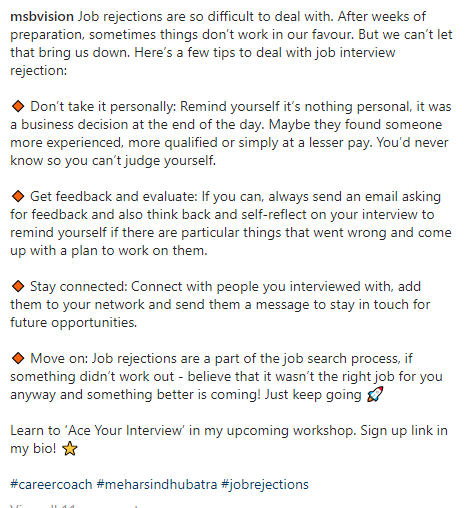 msbvision Job rejections are so difficult to deal with. After weeks of
preparation, sometimes things don't work in our favour. But we can't let
that bring us down. Here's a few tips to deal with job interview
rejection:
🔶 Don't take it personally: Remind yourself it's nothing personal, it was
a business decision at the end of the day. Maybe they found someone
more experienced, more qualified or simply at a lesser pay. You'd never
know so you can't judge yourself.
🔶 Get feedback and evaluate: If you can, always send an email asking
for feedback and also think back and self-reflect on your interview to
remind yourself if there are particular things that went wrong and come
up with a plan to work on them.
🔶 Stay connected: Connect with people you interviewed with, add
them to your network and send them a message to stay in touch for
future opportunities.
🔶 Move on: Job rejections are a part of the job search process, if
something didn't work out - believe that it wasn't the right job for you
anyway and something better is coming! Just keep going 🚀
Learn to 'Ace Your Interview' in my upcoming workshop. Sign up link in
my bio! ⭐
#careercoach #meharsindhubatra #jobrejections